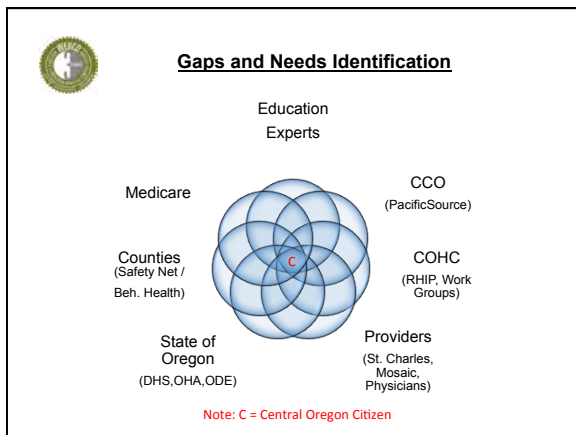 WEBCO
Gaps and Needs Identification
Education
Experts
Medicare
CCO
(PacificSource)
Counties
(Safety Net /
Beh. Health)
C
COHC
(RHIP, Work
Groups)
State of
Oregon
(DHS,OHA,ODE)
Providers
(St. Charles,
Mosaic,
Physicians)
Note: C = Central Oregon Citizen